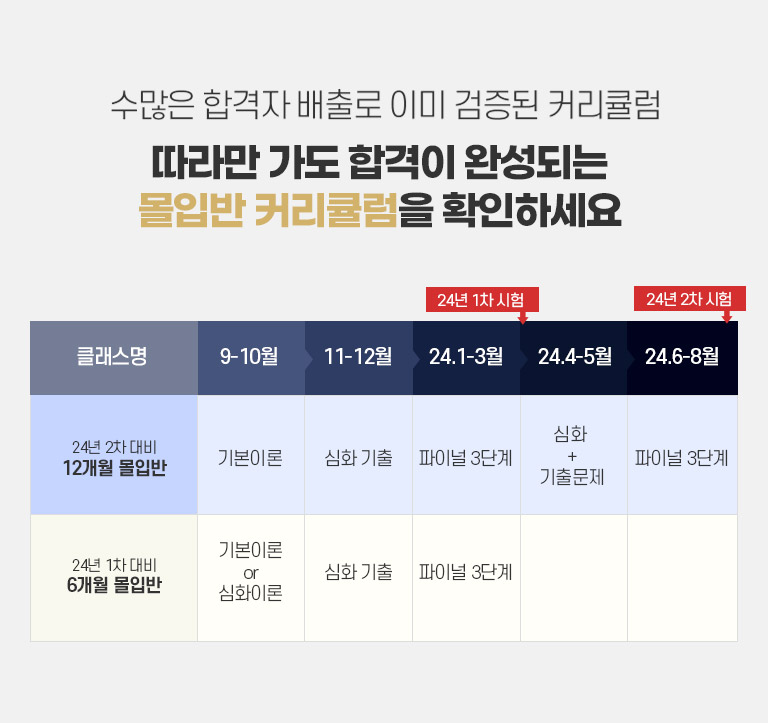 수많은 합격자 배출로 이미 검증된 커리큘럼
따라만 가도 합격이 완성되는
몰입반 커리큘럼을 확인하세요
24년 1차 시험
24년 2차 시험
클래스명
9-10월
11-12월
24.1-3월
24.4-5월
24.6-8월
24년 2차 대비
12개월 몰입반
기본이론
심화 기출
파이널 3단계
심화
+
기출문제
파이널 3단계
24년 1차 대비
6개월 몰입반
기본이론
or
심화이론
심화 기출
파이널 3단계